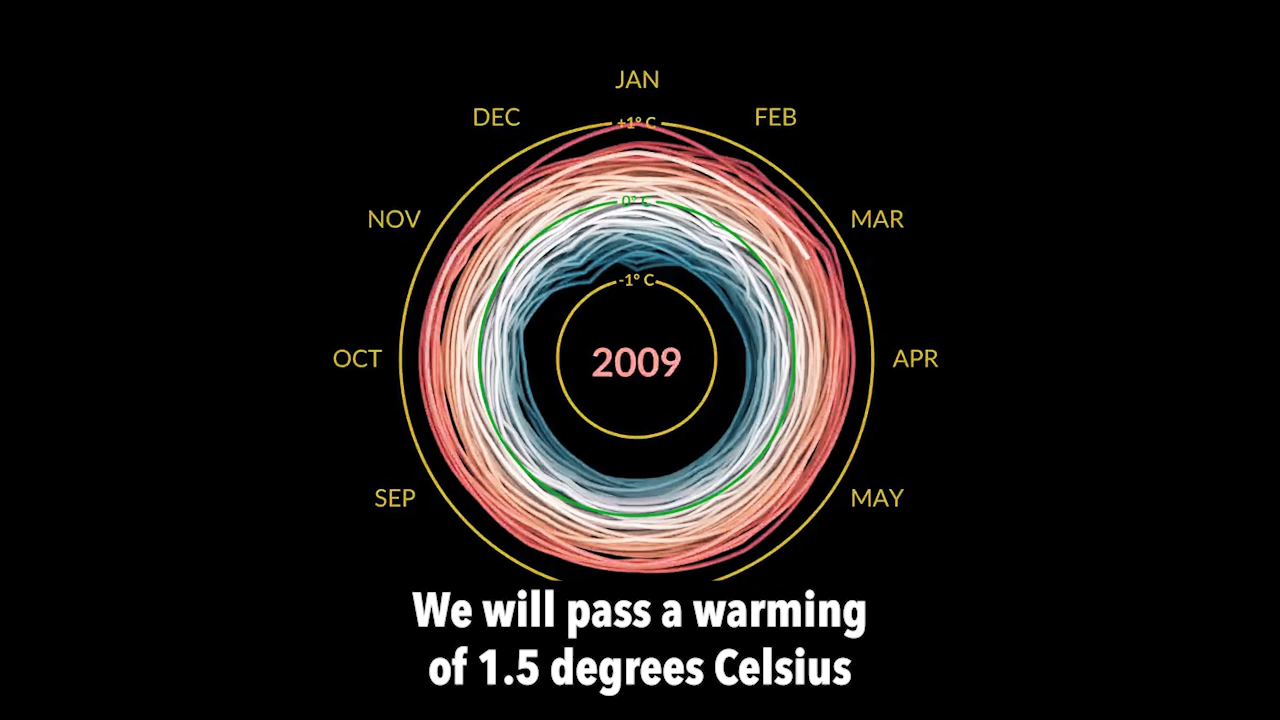 JAN
DEC
FEB
+1° C
NOV
0° C
MAR
-1° C
OCT
2009
APR
SEP
MAY
We will pass a warming
of 1.5 degrees Celsius